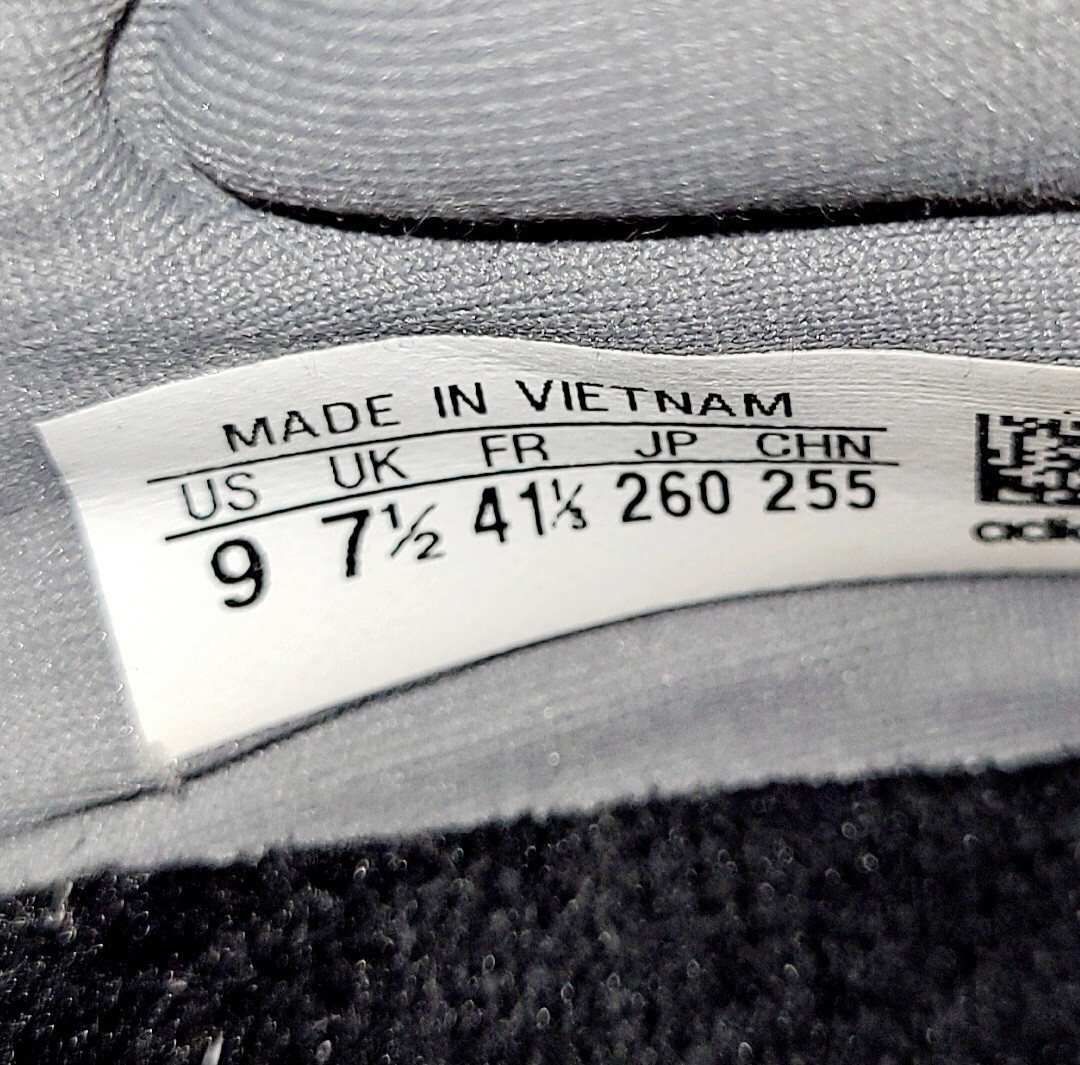 MADE IN VIETNAM
US UK FR JP CHN
9 7½ 41⅓ 260 255